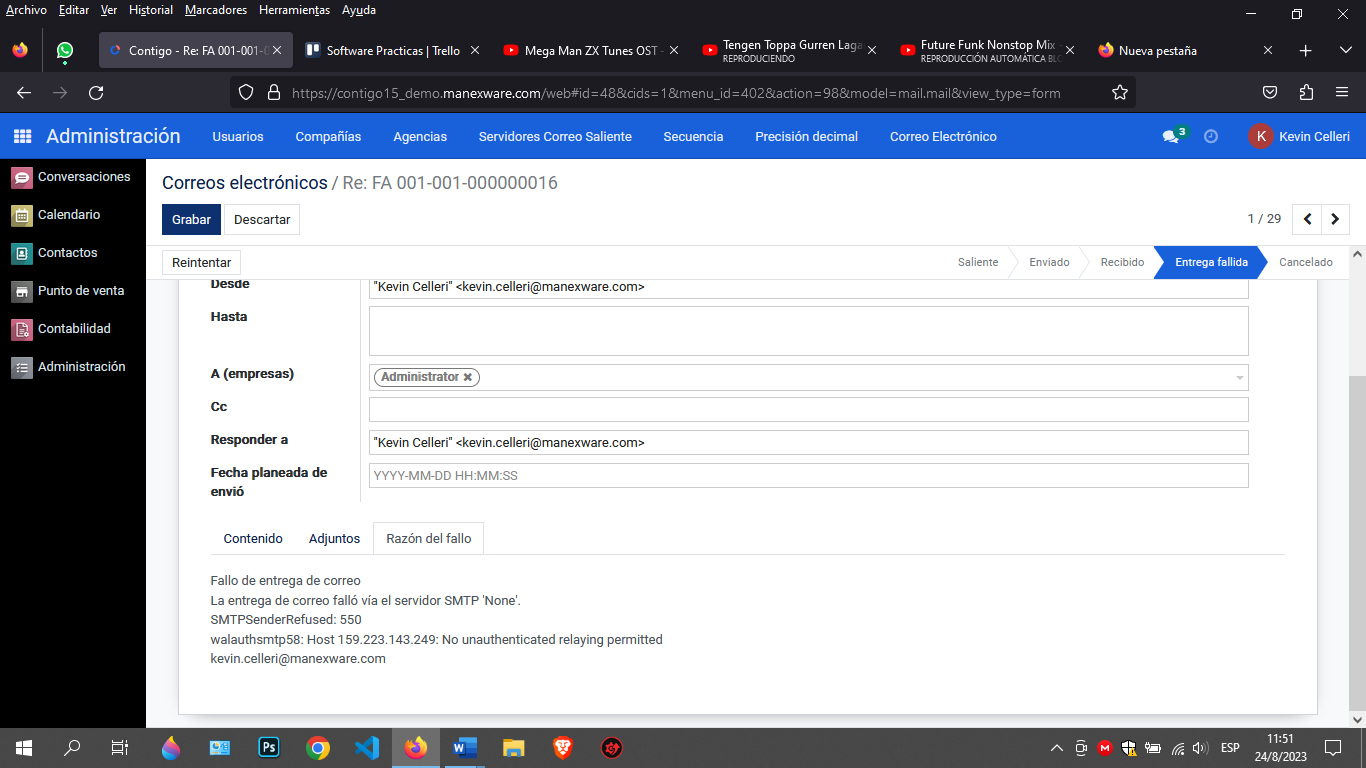 Archivo Editar Ver Historial Marcadores Herramientas Ayuda
Contigo - Re: FA 001-001-0
Software Practicas | Trello
Mega Man ZX Tunes OST -
Tengen Toppa Gurren Laga
REPRODUCIENDO
Future Funk Nonstop Mix -
REPRODUCCIÓN AUTOMÁTICA BLO
Nueva pestaña
https://contigo15_demo.manexware.com/web#id=48&cids=1&menu_id=402&action=98&model=mail.mail&view_type=form
Administración Usuarios Compañías Agencias Servidores Correo Saliente Secuencia Precisión decimal Correo Electrónico 3 K Kevin Celleri
Conversaciones
Calendario
Contactos
Punto de venta
Contabilidad
Administración
Correos electrónicos / Re: FA 001-001-000000016
Grabar Descartar 1 / 29
Reintentar Saliente Enviado Recibido Entrega fallida Cancelado
Desde "Kevin Celleri" <kevin.celleri@manexware.com>
Hasta
A (empresas) Administrator
Cc
Responder a "Kevin Celleri" <kevin.celleri@manexware.com>
Fecha planeada de YYYY-MM-DD HH:MM:SS
envió
Contenido Adjuntos Razón del fallo
Fallo de entrega de correo
La entrega de correo falló vía el servidor SMTP 'None'.
SMTPSenderRefused: 550
walauthsmtp58: Host 159.223.143.249: No unauthenticated relaying permitted
kevin.celleri@manexware.com
Ps W M ESP 11:51
24/8/2023